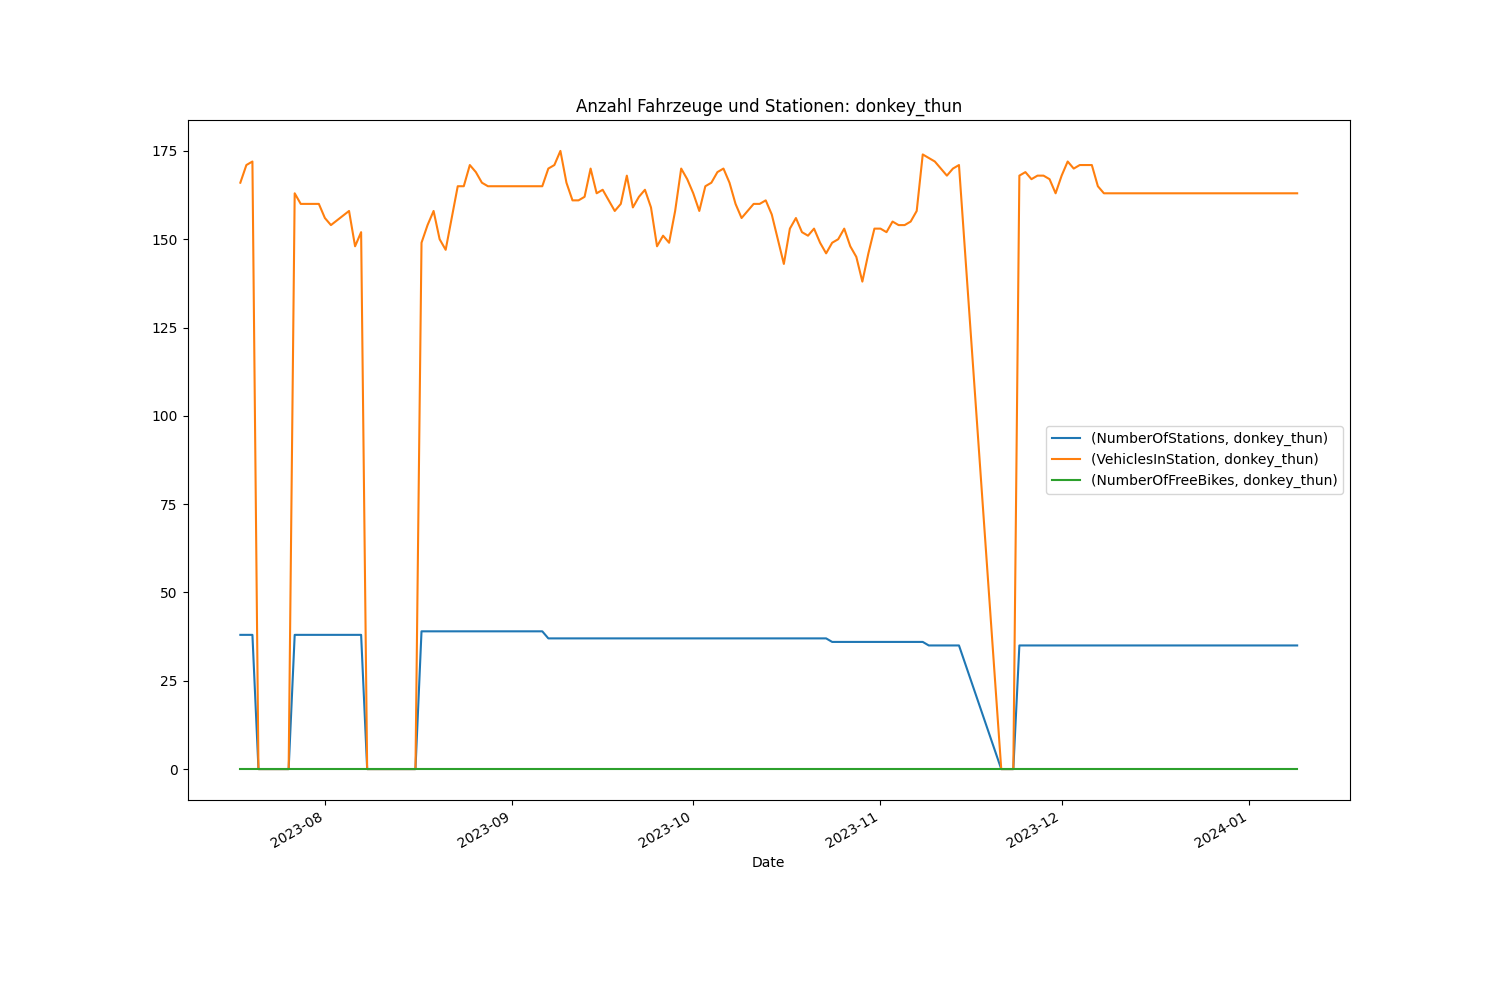 Anzahl Fahrzeuge und Stationen: donkey_thun
175
150
125
100
75
50
25
0
(NumberOfStations, donkey_thun)
(VehiclesInStation, donkey_thun)
(NumberOfFreeBikes, donkey_thun)
2023-08
2023-09
2023-10
2023-11
2023-12
2024-01
Date